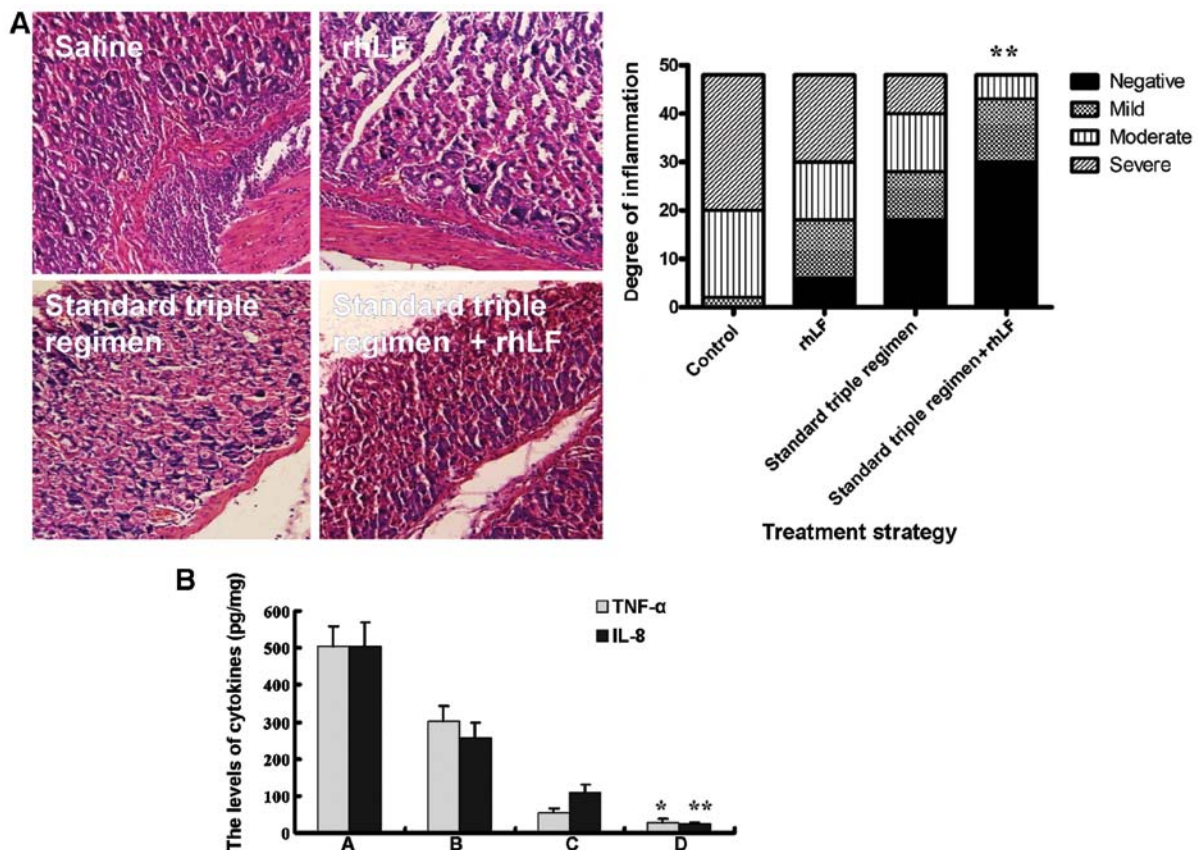 A
Saline
rhLF
Standard triple
regimen
Standard triple
regimen + rhLF
**
Degree of inflammation
50
40
30
20
10
0
Control
rhLF
Standard triple regimen
Standard triple regimen+rhLF
Treatment strategy
Negative
Mild
Moderate
Severe
B
The levels of cytokines (pg/mg)
600
500
400
300
200
100
0
TNF-α
IL-8
* **
A B C D